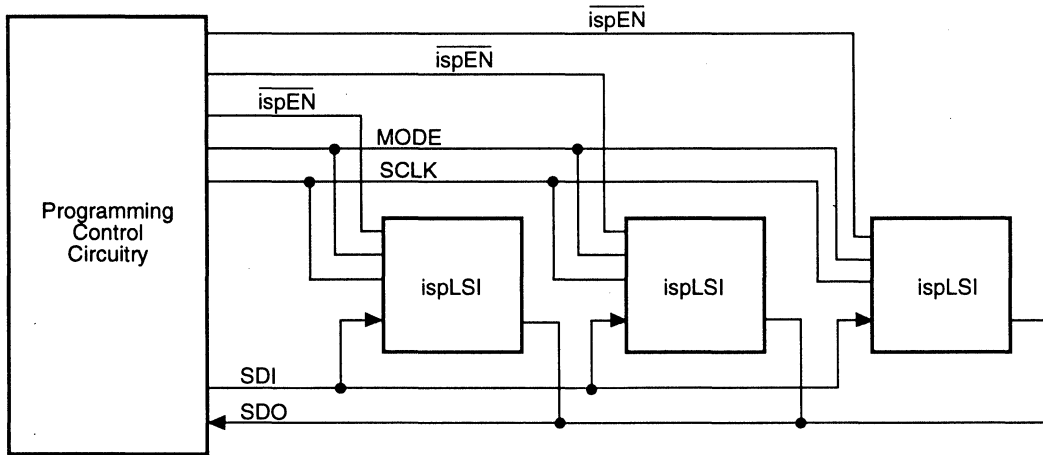 ispEN
ispEN
ispEN
MODE
SCLK
Programming
Control
Circuitry
ispLSI
ispLSI
ispLSI
SDI
SDO